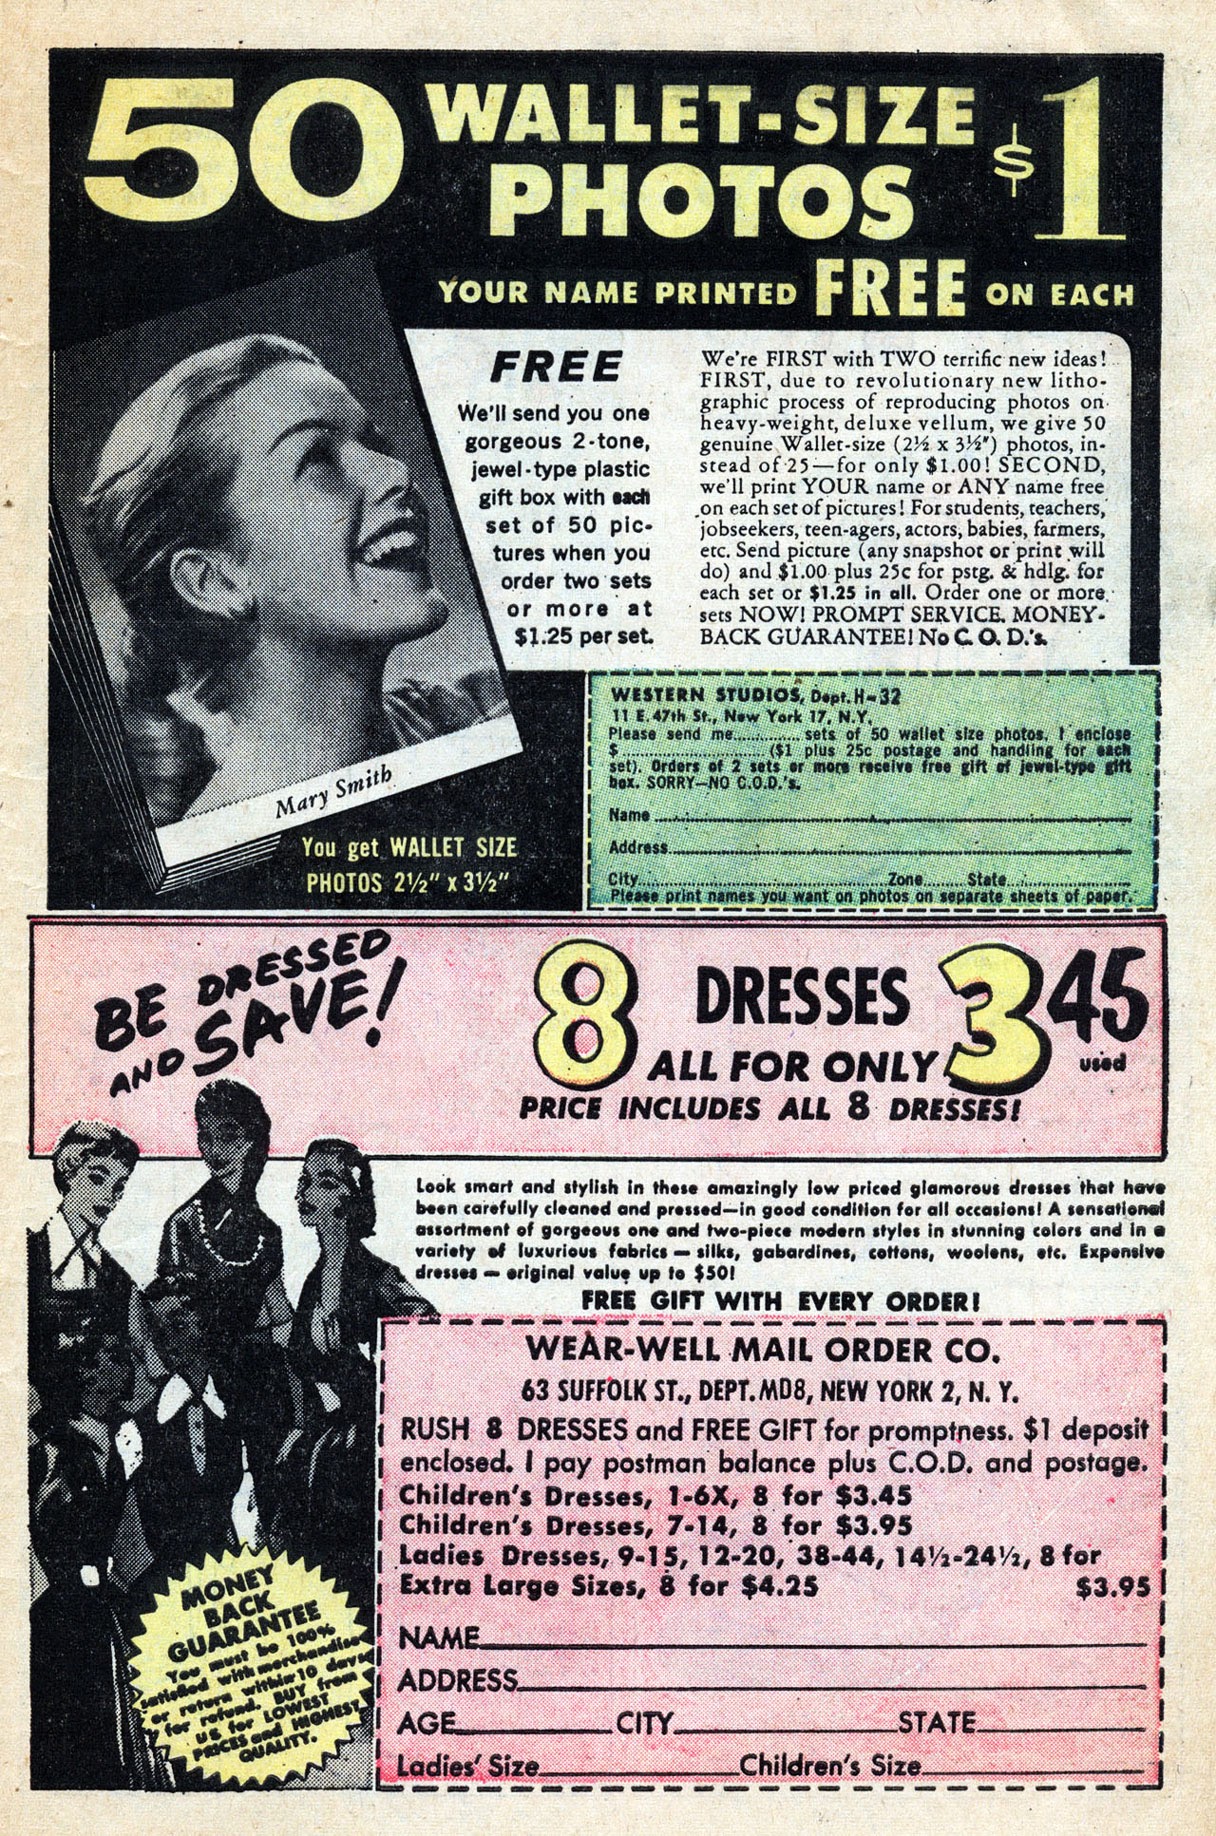 50 WALLET-SIZE PHOTOS $1
YOUR NAME PRINTED FREE ON EACH
FREE
We'll send you one
gorgeous 2-tone,
jewel-type plastic
gift box with each
set of 50 pic-
tures when you
order two sets
or more at
$1.25 per set.
We're FIRST with TWO terrific new ideas!
FIRST, due to revolutionary new litho-
graphic process of reproducing photos on
heavy-weight, deluxe vellum, we give 50
genuine Wallet-size (2½ x 3½") photos, in-
stead of 25—for only $1.00! SECOND,
we'll print YOUR name or ANY name free
on each set of pictures! For students, teachers,
jobseekers, teen-agers, actors, babies, farmers,
etc. Send picture (any snapshot or print will
do) and $1.00 plus 25c for pstg. & hdlg. for
each set or $1.25 in all. Order one or more
sets NOW! PROMPT SERVICE. MONEY-
BACK GUARANTEE! No C. O. D.'s.
Mary Smith
You get WALLET SIZE
PHOTOS 2½" x 3½"
WESTERN STUDIOS, Dept. H-32
11 E. 47th St., New York 17, N.Y.
Please send me............ sets of 50 wallet size photos. I enclose
$ ........................ ($1 plus 25c postage and handling for each
set). Orders of 2 sets or more receive free gift of jewel-type gift
box. SORRY—NO C.O.D.'s.
Name
Address
City Zone State
Please print names you want on photos on separate sheets of paper.
BE DRESSED
AND SAVE!
8 DRESSES 3.45
ALL FOR ONLY used
PRICE INCLUDES ALL 8 DRESSES!
Look smart and stylish in these amazingly low priced glamorous dresses that have
been carefully cleaned and pressed—in good condition for all occasions! A sensational
assortment of gorgeous one and two-piece modern styles in stunning colors and in a
variety of luxurious fabrics — silks, gabardines, cottons, woolens, etc. Expensive
dresses — original value up to $50!
FREE GIFT WITH EVERY ORDER!
WEAR-WELL MAIL ORDER CO.
63 SUFFOLK ST., DEPT. MD8, NEW YORK 2, N. Y.
RUSH 8 DRESSES and FREE GIFT for promptness. $1 deposit
enclosed. I pay postman balance plus C.O.D. and postage.
Children's Dresses, 1-6X, 8 for $3.45
Children's Dresses, 7-14, 8 for $3.95
Ladies Dresses, 9-15, 12-20, 38-44, 14½-24½, 8 for
Extra Large Sizes, 8 for $4.25 $3.95
NAME
ADDRESS
AGE CITY STATE
Ladies' Size Children's Size
MONEY
BACK
GUARANTEE
You must be 100%
satisfied with merchandise
or return within 10 days
for refund. BUY from
us for LOWEST
PRICES and HIGHEST
QUALITY.